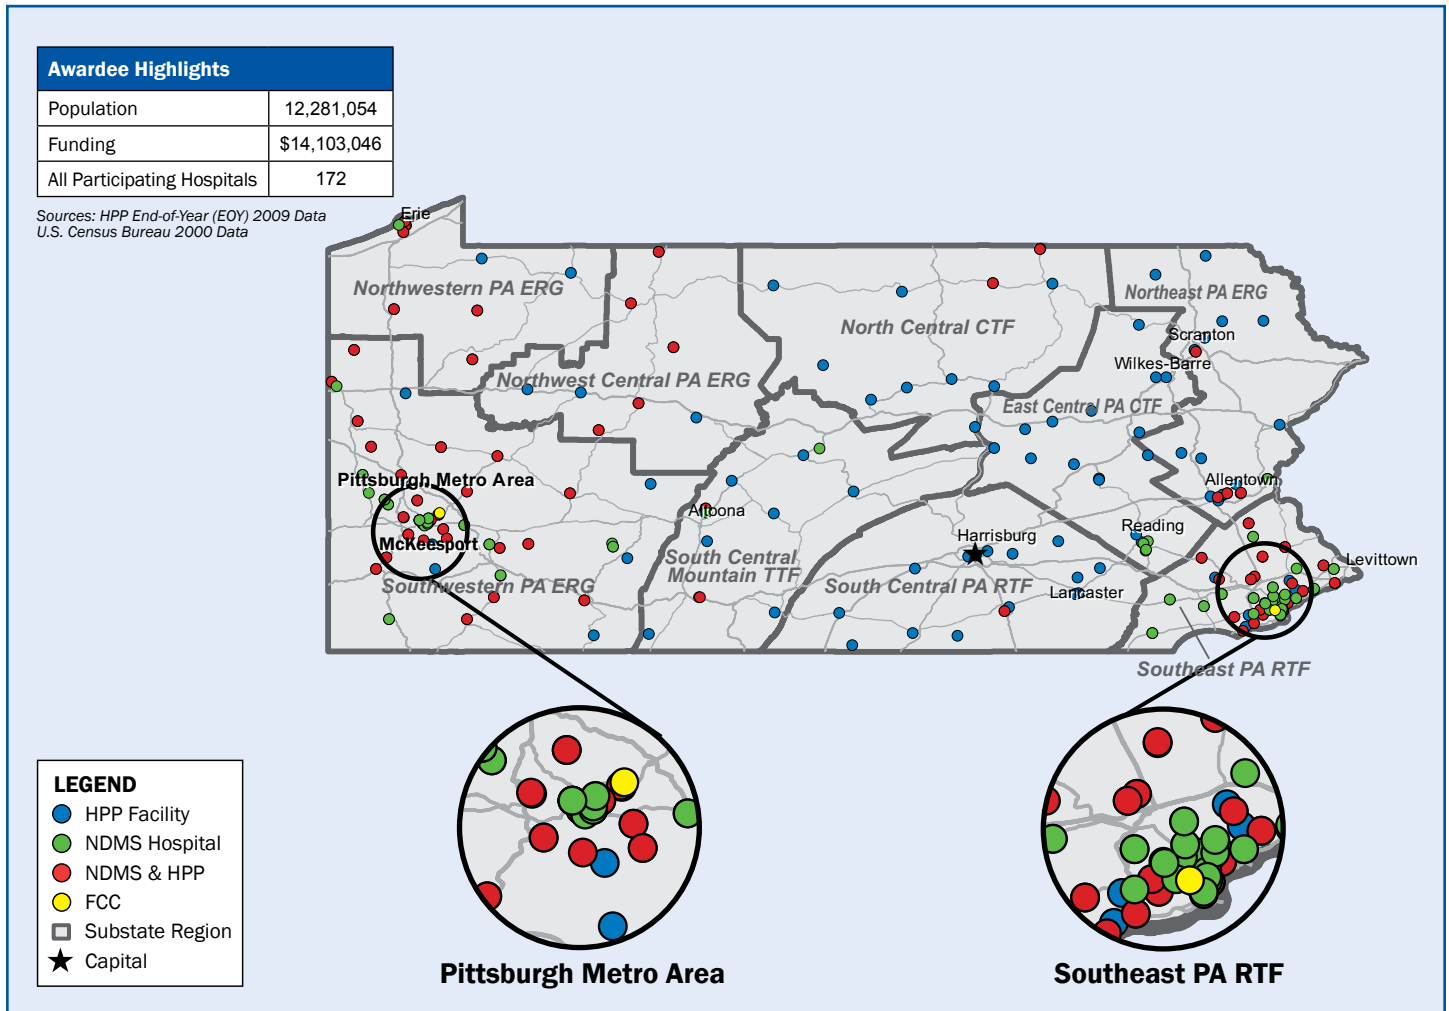 Awardee Highlights
Population 12,281,054
Funding $14,103,046
All Participating Hospitals 172
Sources: HPP End-of-Year (EOY) 2009 Data
U.S. Census Bureau 2000 Data
Erie
Northwestern PA ERG
Northeast PA ERG
North Central CTF
Scranton
Wilkes-Barre
Northwest Central PA ERG
East Central PA CTF
Pittsburgh Metro Area
Allentown
Altoona
Reading
Harrisburg
McKeesport
Levittown
South Central
Mountain TTF
Southwestern PA ERG
South Central PA RTF
Lancaster
Southeast PA RTF
LEGEND
HPP Facility
NDMS Hospital
NDMS & HPP
FCC
Substate Region
Capital
Pittsburgh Metro Area
Southeast PA RTF